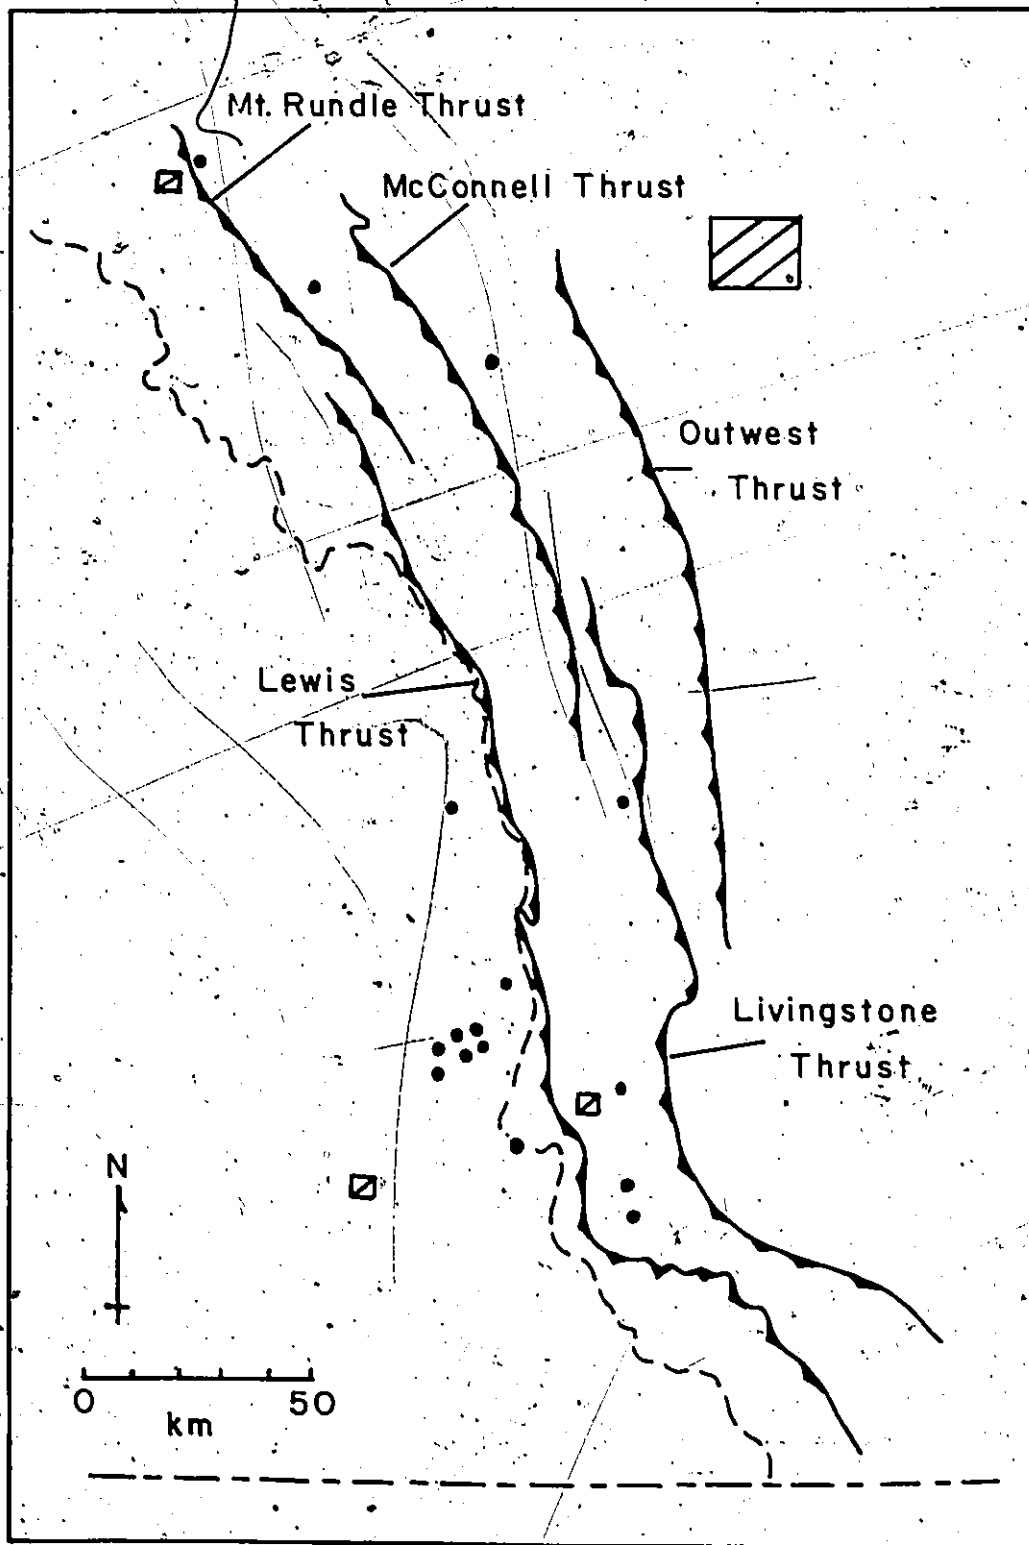 Mt. Rundle Thrust
McConnell Thrust
Outwest
Thrust
Lewis
Thrust
Livingstone
Thrust
N
0 50
km